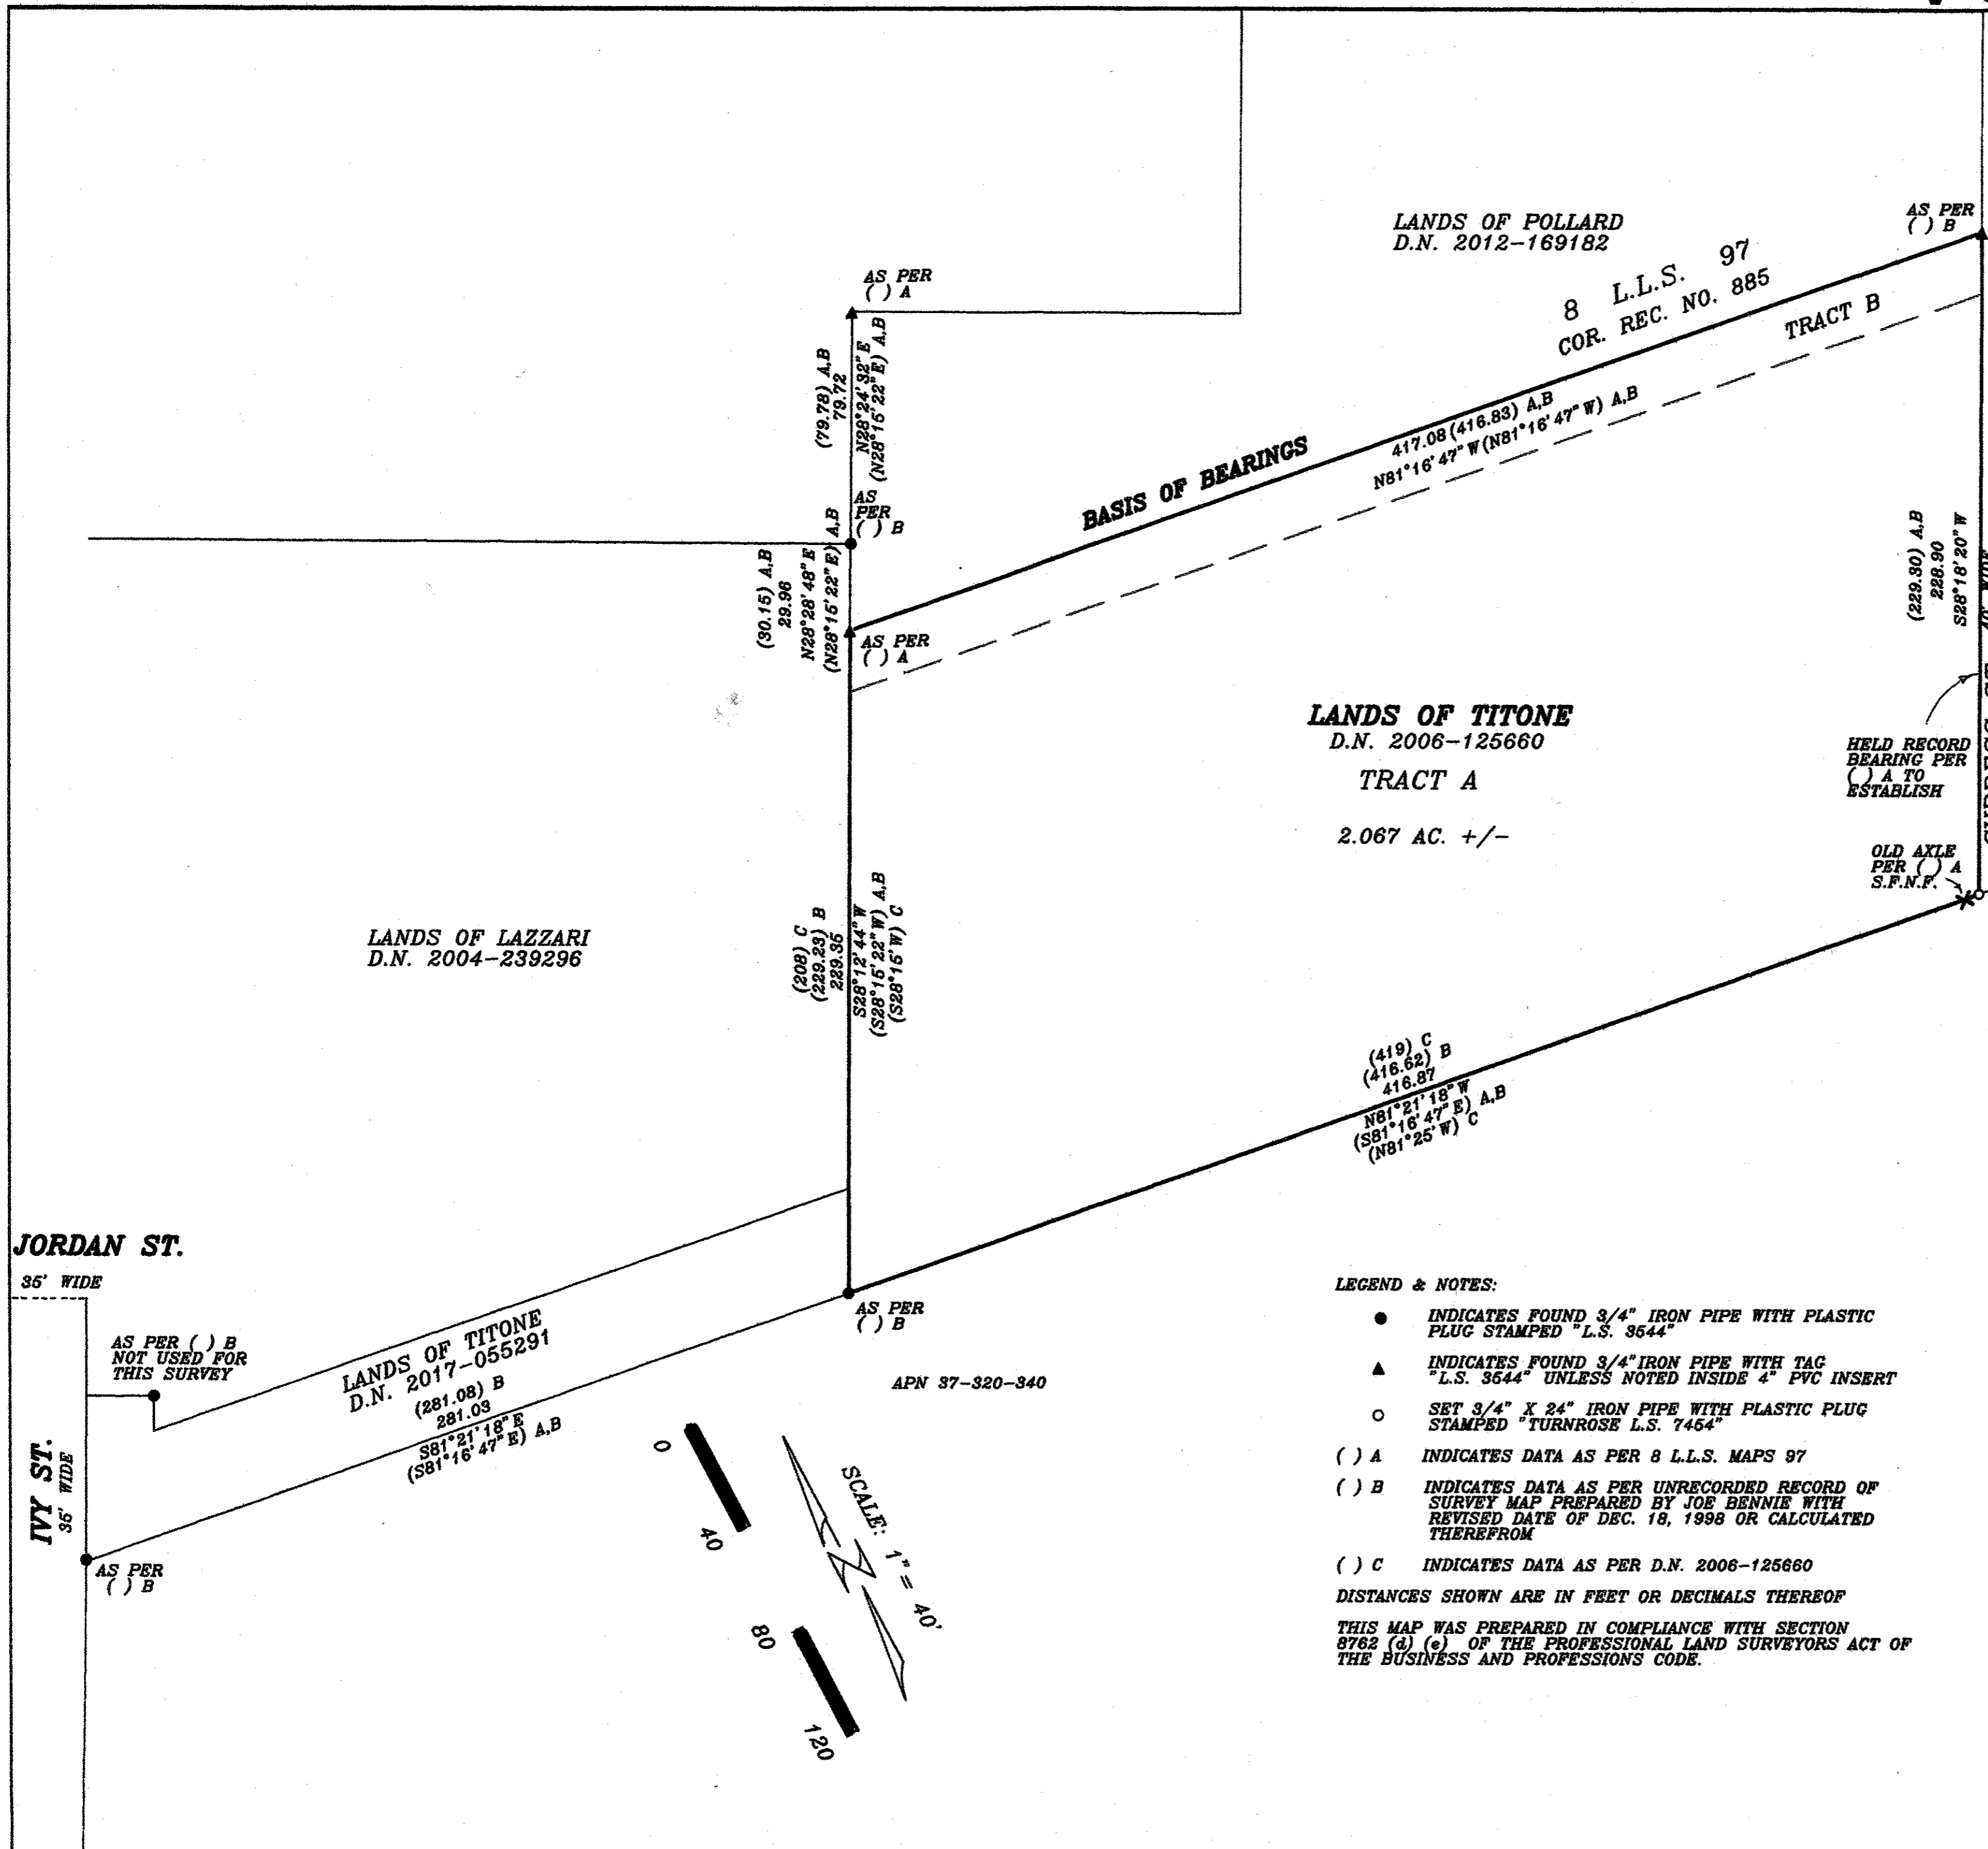 LANDS OF POLLARD
D.N. 2012-169182
AS PER
( ) B
8 L.L.S. 97
COR. REC. NO. 885
TRACT B
AS PER
( ) A
(79.78) A,B
79.72
N28°24'32" E
(N28°15'22" E) A,B
BASIS OF BEARINGS
417.08 (416.83) A,B
N81°16'47" W (N81°16'47" W) A,B
AS
PER
( ) B
(30.15) A,B
29.96
N28°28'48" E
(N28°15'22" E) A,B
AS PER
( ) A
(229.30) A,B
228.90
S28°18'20" W
LANDS OF TITONE
D.N. 2006-125660
TRACT A
2.067 AC. +/-
HELD RECORD
BEARING PER
( ) A TO
ESTABLISH
OLD AXLE
PER ( ) A
S.F.N.F.
LANDS OF LAZZARI
D.N. 2004-239296
(208) C
(229.23) B
229.35
S28°12'44" W
(S28°15'22" W) A,B
(S28°15' W) C
(419) C
(416.62) B
416.87
N81°21'18" W
(S81°16'47" E) A,B
(N81°25' W) C
JORDAN ST.
35' WIDE
AS PER ( ) B
NOT USED FOR
THIS SURVEY
LANDS OF TITONE
D.N. 2017-055291
(281.08) B
281.03
S81°21'18" E
(S81°16'47" E) A,B
AS PER
( ) B
APN 37-320-340
IVY ST.
35' WIDE
AS PER
( ) B
0
40
80
120
SCALE: 1" = 40'
LEGEND & NOTES:
INDICATES FOUND 3/4" IRON PIPE WITH PLASTIC
PLUG STAMPED "L.S. 3544"
INDICATES FOUND 3/4" IRON PIPE WITH TAG
"L.S. 3544" UNLESS NOTED INSIDE 4" PVC INSERT
SET 3/4" X 24" IRON PIPE WITH PLASTIC PLUG
STAMPED "TURNROSE L.S. 7454"
( ) A INDICATES DATA AS PER 8 L.L.S. MAPS 97
( ) B INDICATES DATA AS PER UNRECORDED RECORD OF
SURVEY MAP PREPARED BY JOE BENNIE WITH
REVISED DATE OF DEC. 18, 1998 OR CALCULATED
THEREFROM
( ) C INDICATES DATA AS PER D.N. 2006-125660
DISTANCES SHOWN ARE IN FEET OR DECIMALS THEREOF
THIS MAP WAS PREPARED IN COMPLIANCE WITH SECTION
8762 (d) (e) OF THE PROFESSIONAL LAND SURVEYORS ACT OF
THE BUSINESS AND PROFESSIONS CODE.